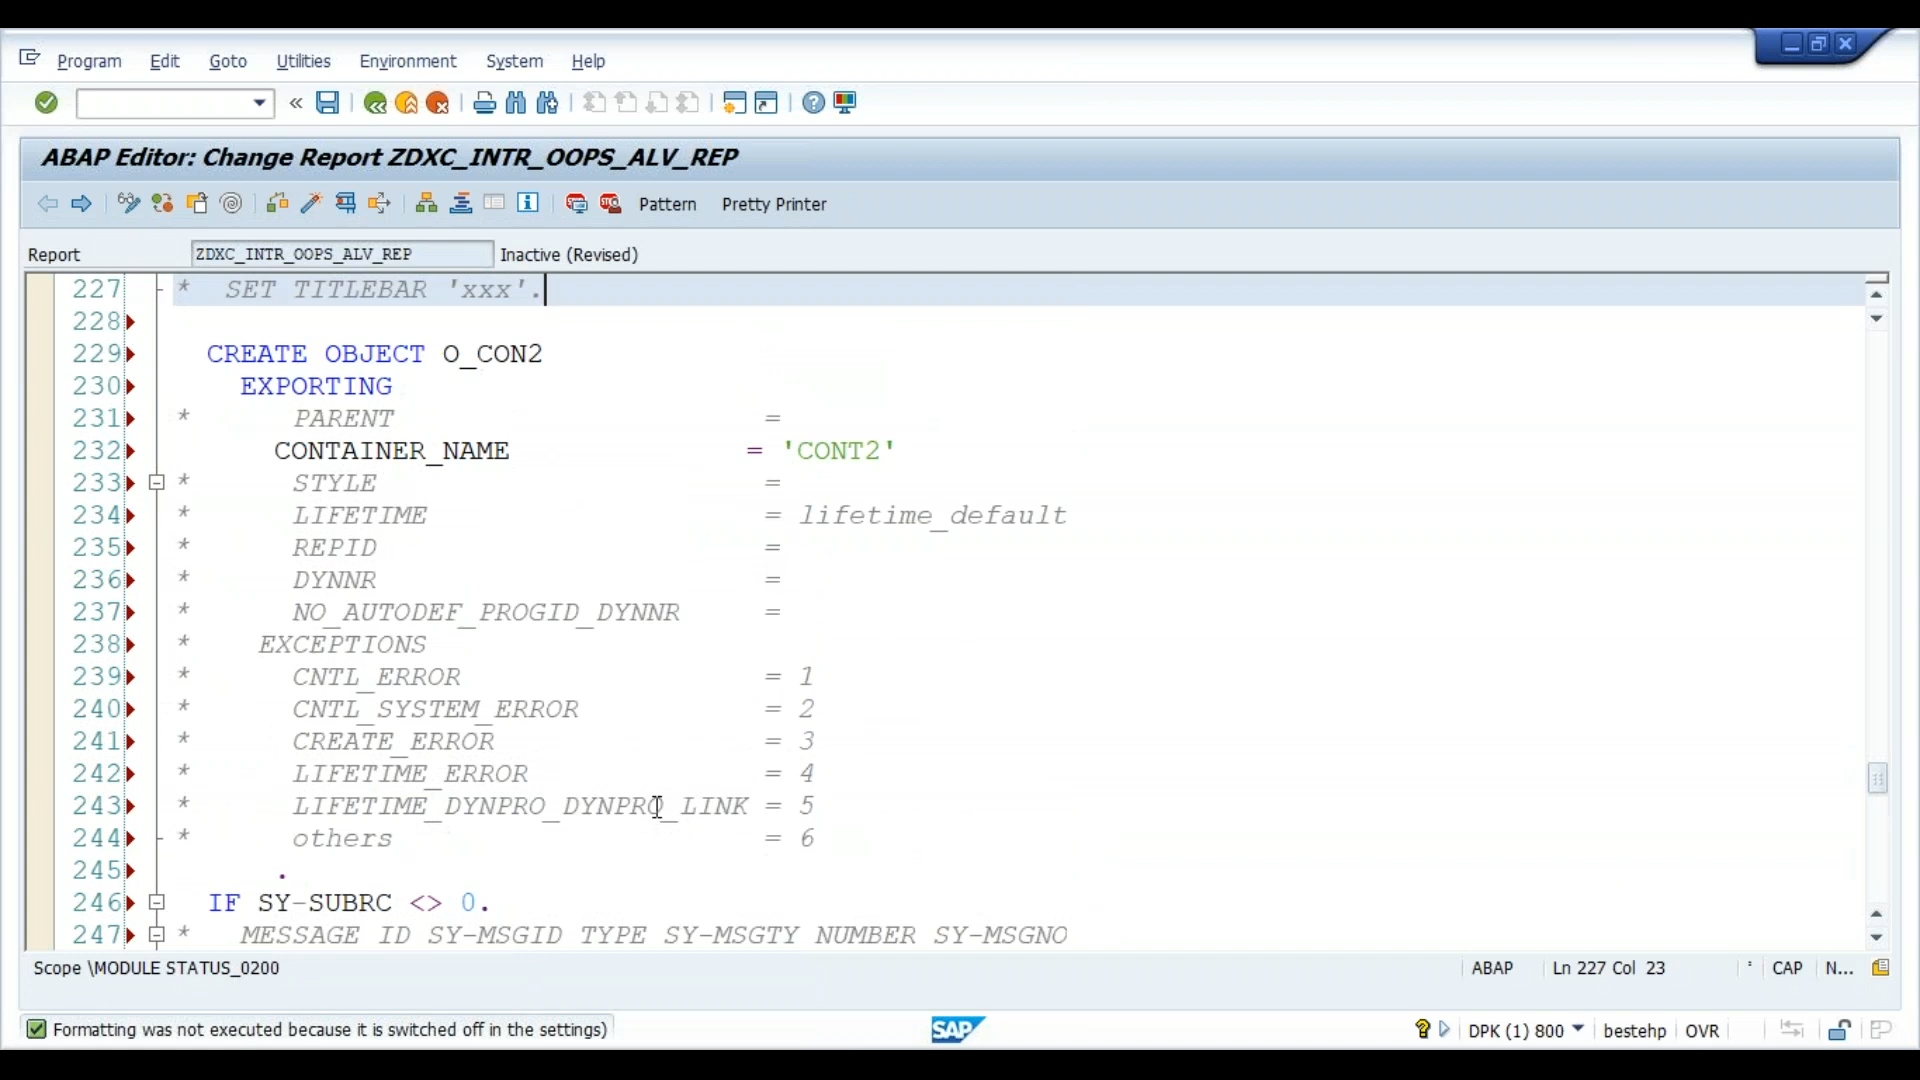 Program Edit Goto Utilities Environment System Help
ABAP Editor: Change Report ZDXC_INTR_OOPS_ALV_REP
Pattern Pretty Printer
Report ZDXC_INTR_OOPS_ALV_REP Inactive (Revised)
227 * SET TITLEBAR 'xxx'.
228
229 CREATE OBJECT O_CON2
230 EXPORTING
231 * PARENT =
232 CONTAINER_NAME = 'CONT2'
233 * STYLE =
234 * LIFETIME = lifetime_default
235 * REPID =
236 * DYNNR =
237 * NO_AUTODEF_PROGID_DYNNR =
238 * EXCEPTIONS
239 * CNTL_ERROR = 1
240 * CNTL_SYSTEM_ERROR = 2
241 * CREATE_ERROR = 3
242 * LIFETIME_ERROR = 4
243 * LIFETIME_DYNPRO_DYNPRO_LINK = 5
244 * others = 6
245 .
246 IF SY-SUBRC <> 0.
247 * MESSAGE ID SY-MSGID TYPE SY-MSGTY NUMBER SY-MSGNO
Scope \MODULE STATUS_0200 ABAP Ln 227 Col 23 CAP N...
Formatting was not executed because it is switched off in the settings) SAP DPK (1) 800 bestehp OVR